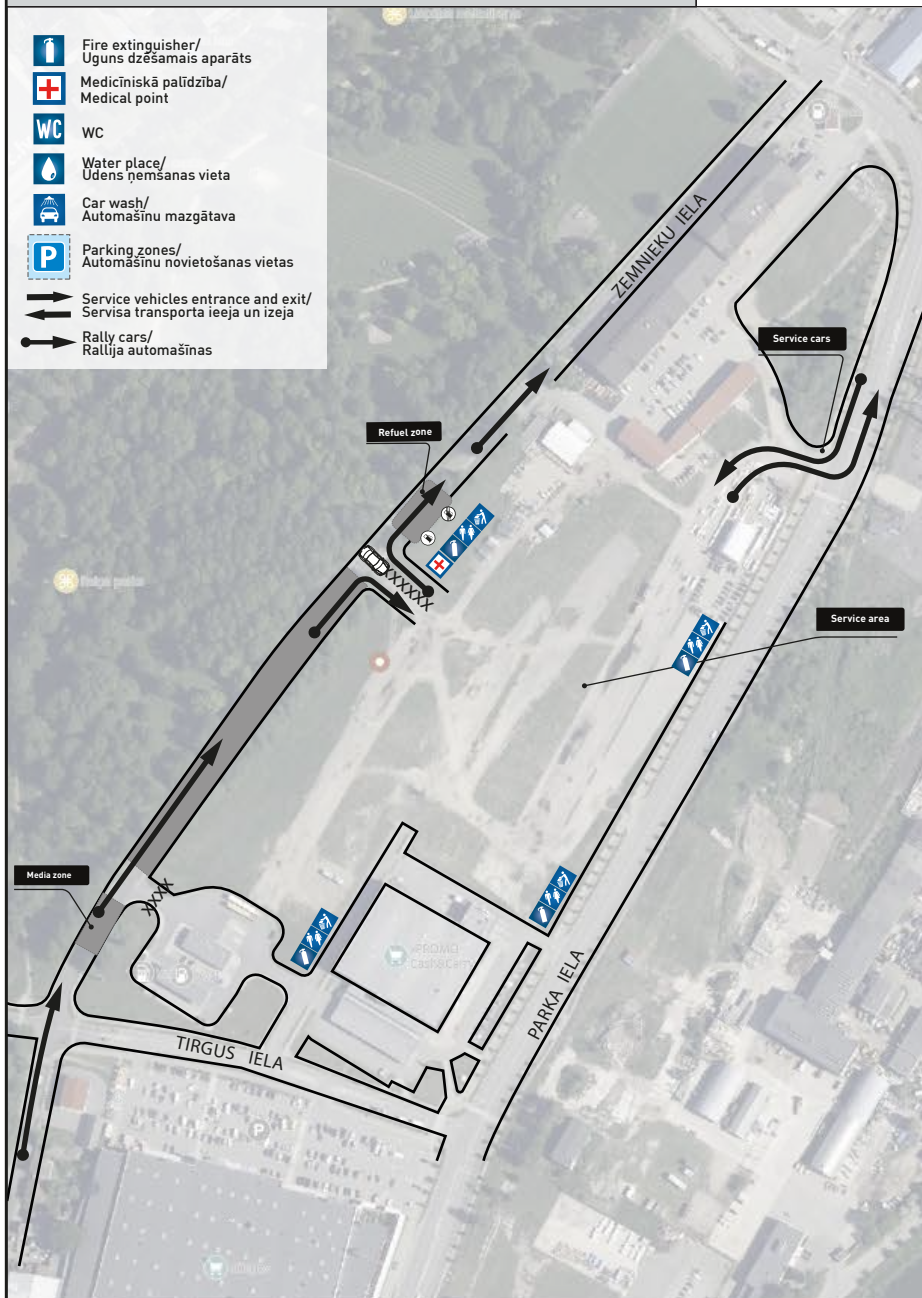 Fire extinguisher/
Uguns dzēšamais aparāts
Medicīniskā palīdzība/
Medical point
WC
WC
Water place/
Ūdens ņemšanas vieta
Car wash/
Automašīnu mazgātava
P
Parking zones/
Automašīnu novietošanas vietas
Service vehicles entrance and exit/
Servisa transporta ieeja un izeja
Rally cars/
Rallija automašīnas
ZEMNIEKU IELA
Service cars
Refuel zone
XXXXXX
Service area
Media zone
XXXX
PROMO
Cash&Carry
PARKA IELA
TIRGUS IELA
P